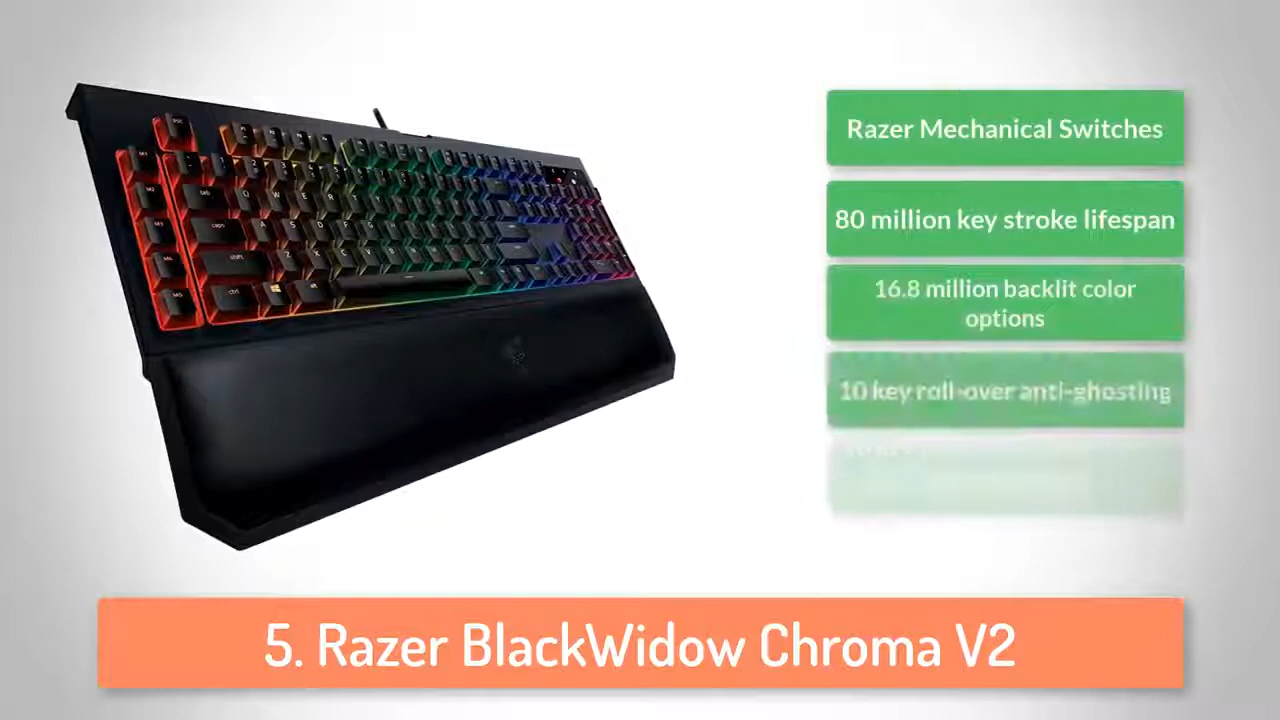 Razer Mechanical Switches
80 million key stroke lifespan
16.8 million backlit color
options
10 key roll-over anti-ghosting
5. Razer BlackWidow Chroma V2